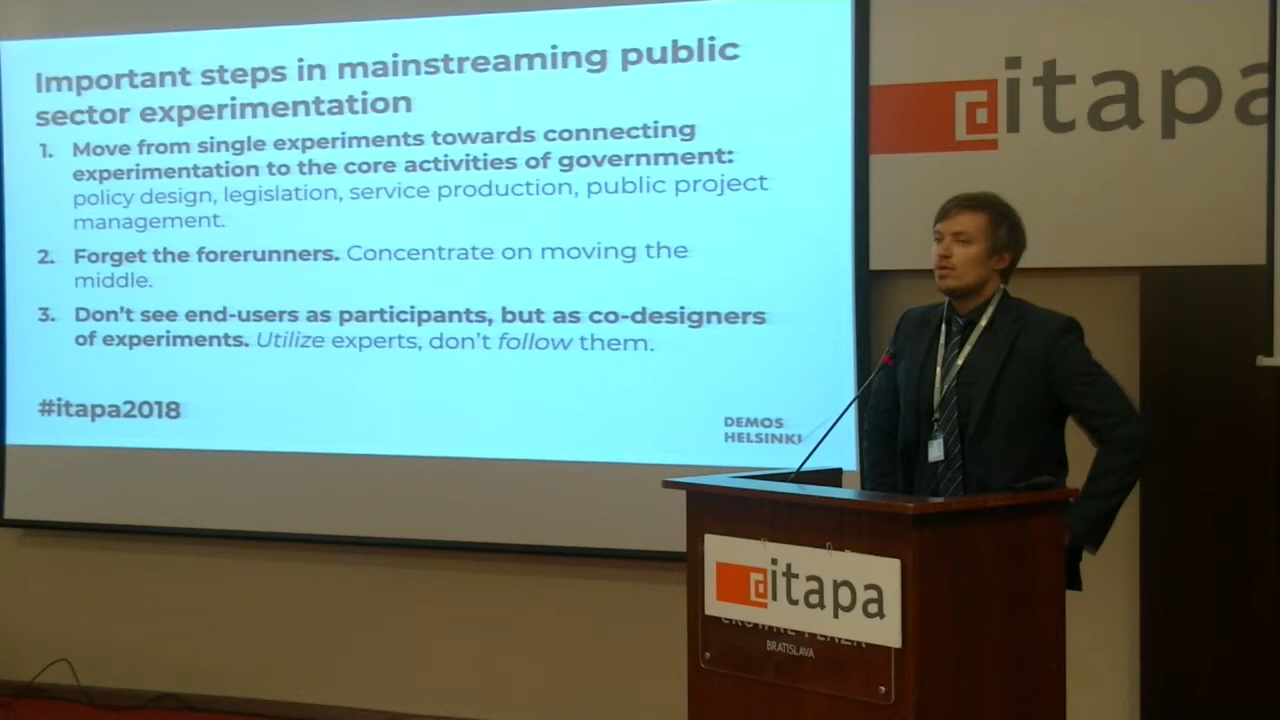 Important steps in mainstreaming public
sector experimentation
1. Move from single experiments towards connecting
experimentation to the core activities of government:
policy design, legislation, service production, public project
management.
2. Forget the forerunners. Concentrate on moving the
middle.
3. Don't see end-users as participants, but as co-designers
of experiments. Utilize experts, don't follow them.
#itapa2018
DEMOS
HELSINKI
itapa
itapa
CROWNE PLAZA
BRATISLAVA